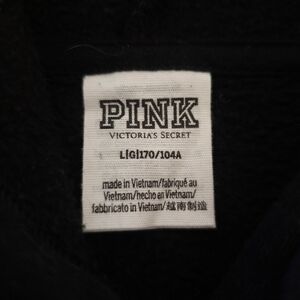 PINK
VICTORIA'S SECRET
L|G|170/104A
made in Vietnam/fabriqué au
Vietnam/hecho en Vietnam/
fabbricato in Vietnam/越南製造